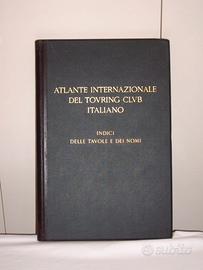 ATLANTE INTERNAZIONALE
DEL TOVRING CLVB
ITALIANO
INDICI
DELLE TAVOLE E DEI NOMI
subito